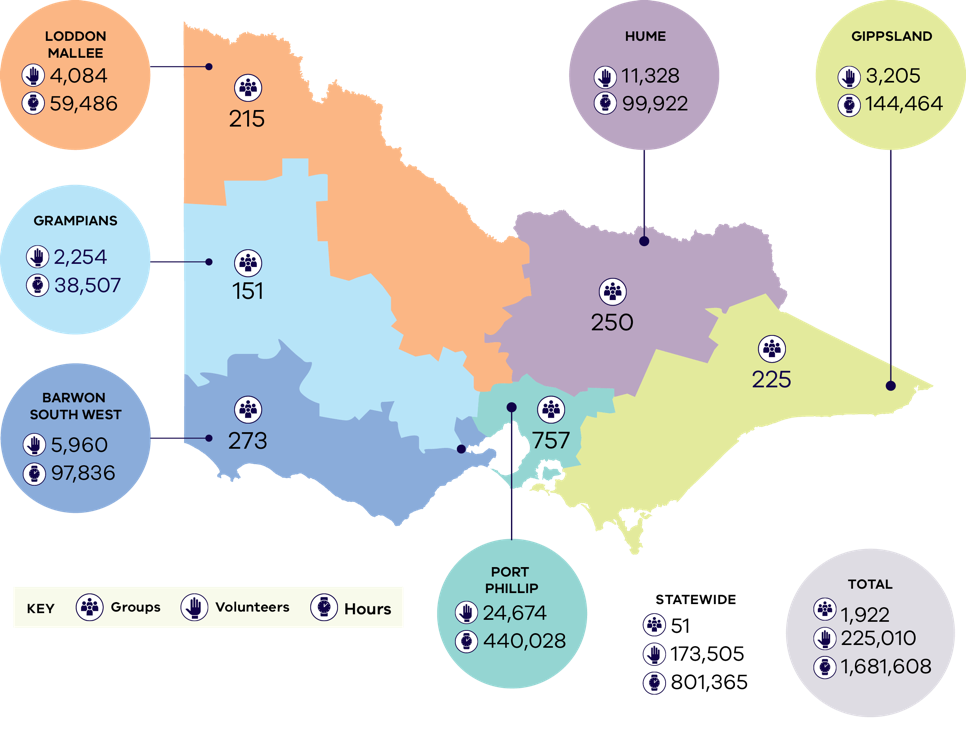 LODDON
MALLEE
4,084
59,486
215
HUME
11,328
99,922
250
GIPPSLAND
3,205
144,464
225
GRAMPIANS
2,254
38,507
151
BARWON
SOUTH WEST
5,960
97,836
273
757
PORT
PHILLIP
24,674
440,028
KEY Groups Volunteers Hours
STATEWIDE
51
173,505
801,365
TOTAL
1,922
225,010
1,681,608